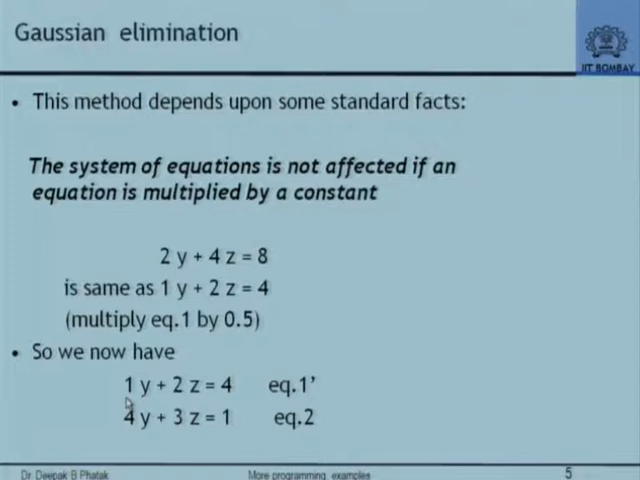 Gaussian elimination
IIT BOMBAY
• This method depends upon some standard facts:
The system of equations is not affected if an
equation is multiplied by a constant
2 y + 4 z = 8
is same as 1 y + 2 z = 4
(multiply eq.1 by 0.5)
• So we now have
1 y + 2 z = 4 eq.1’
4 y + 3 z = 1 eq.2
Dr Deepak B Phatak More programming examples 5